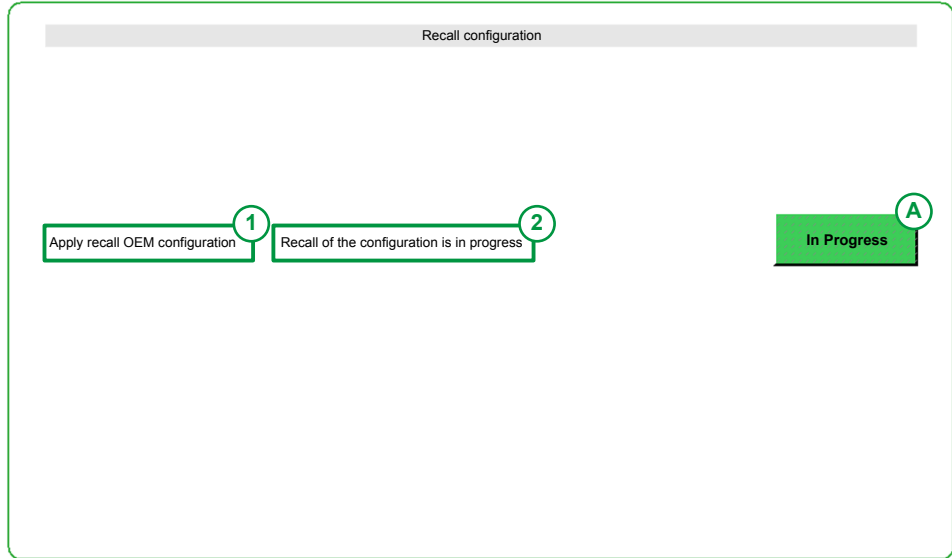 Recall configuration
1
2
A
Apply recall OEM configuration
Recall of the configuration is in progress
In Progress